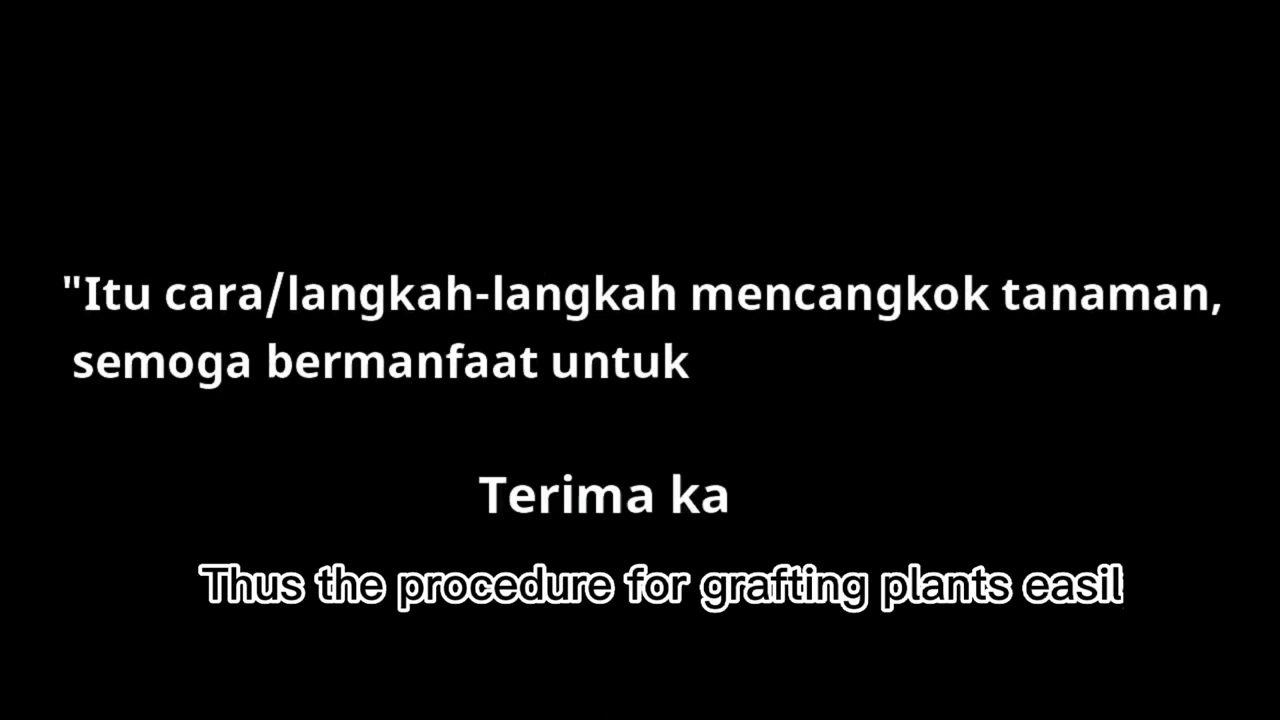 "Itu cara/langkah-langkah mencangkok tanaman,
semoga bermanfaat untuk
Terima ka
Thus the procedure for grafting plants easil